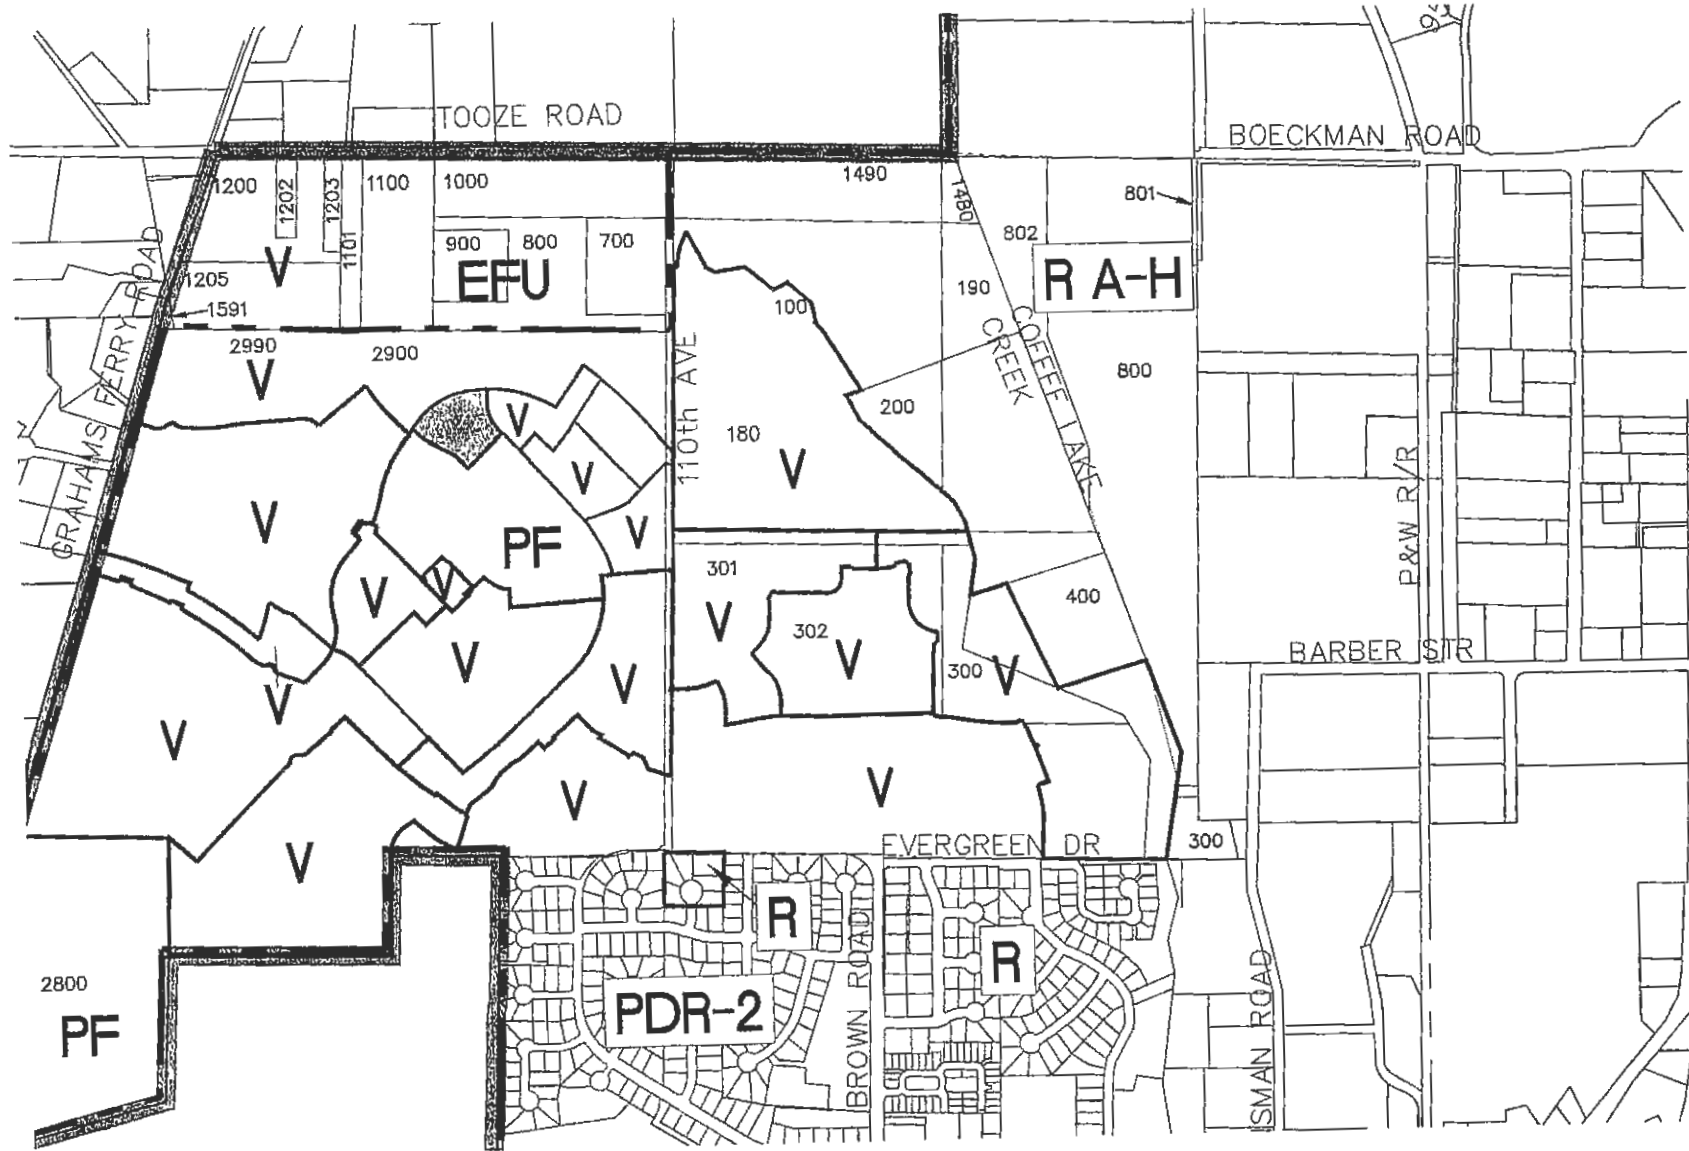 TOOZE ROAD
BOECKMAN ROAD
1200
1202
1203
1101
1100
1000
1490
1480
801
802
900
800
700
V
EFU
R A-H
1205
1591
190
100
GRAHAMS FERRY ROAD
2990
2900
V
110th AVE
COFFEE LAKE
CREEK
800
V
200
180
V
V
V
PF
V
P&W R/R
301
V
V
V
302
V
400
V
V
300
V
BARBER STR
V
V
V
V
V
EVERGREEN DR
300
V
R
R
BROWN ROAD
2800
PF
PDR-2
ISMAN ROAD